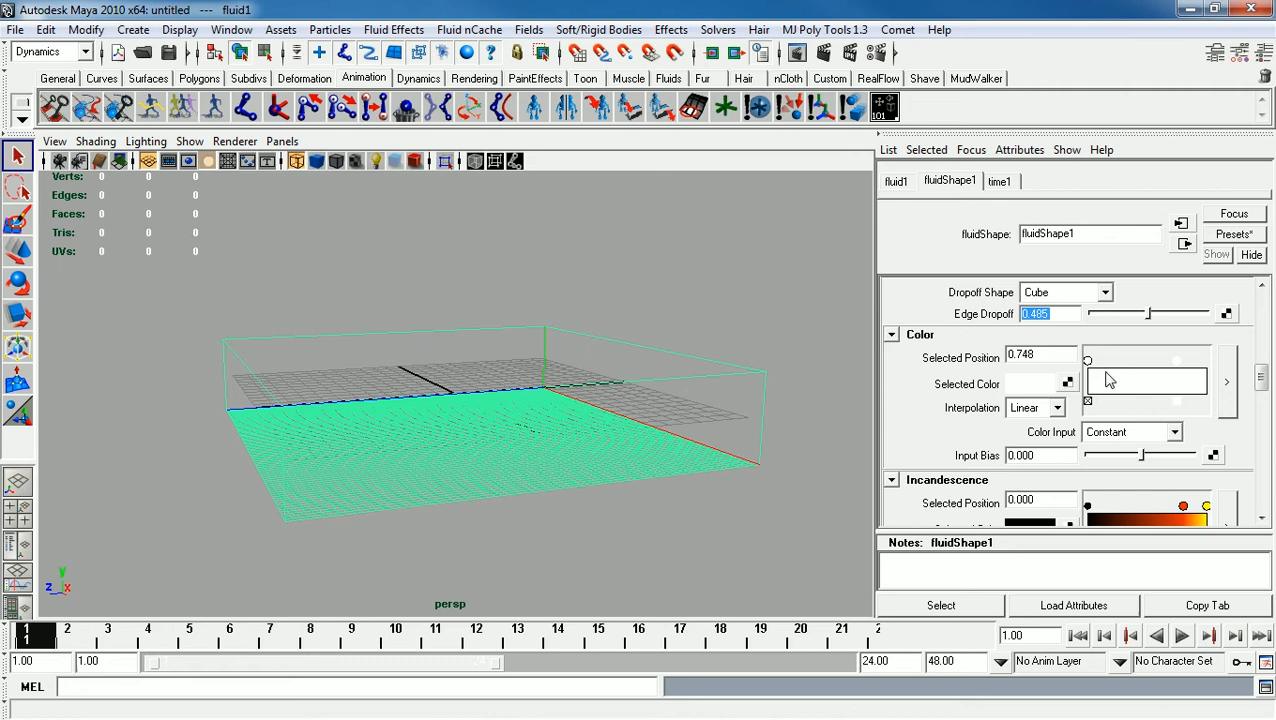 Autodesk Maya 2010 x64: untitled --- fluid1
File Edit Modify Create Display Window Assets Particles Fluid Effects Fluid nCache Fields Soft/Rigid Bodies Effects Solvers Hair MJ Poly Tools 1.3 Comet Help
Dynamics
General Curves Surfaces Polygons Subdivs Deformation Animation Dynamics Rendering PaintEffects Toon Muscle Fluids Fur Hair nCloth Custom RealFlow Shave MudWalker
101
View Shading Lighting Show Renderer Panels
List Selected Focus Attributes Show Help
Verts: 0 0 0
Edges: 0 0 0
Faces: 0 0 0
Tris: 0 0 0
UVs: 0 0 0
fluid1 fluidShape1 time1
Focus
fluidShape: fluidShape1
Presets*
Show Hide
Dropoff Shape Cube
Edge Dropoff 0.485
Color
Selected Position 0.748
Selected Color
Interpolation Linear
Color Input Constant
Input Bias 0.000
Incandescence
Selected Position 0.000
Notes: fluidShape1
Select Load Attributes Copy Tab
y
z x
persp
1 2 3 4 5 6 7 8 9 10 11 12 13 14 15 16 17 18 19 20 21 2
1
1.00
1.00 1.00 24 24.00 48.00 No Anim Layer No Character Set
MEL